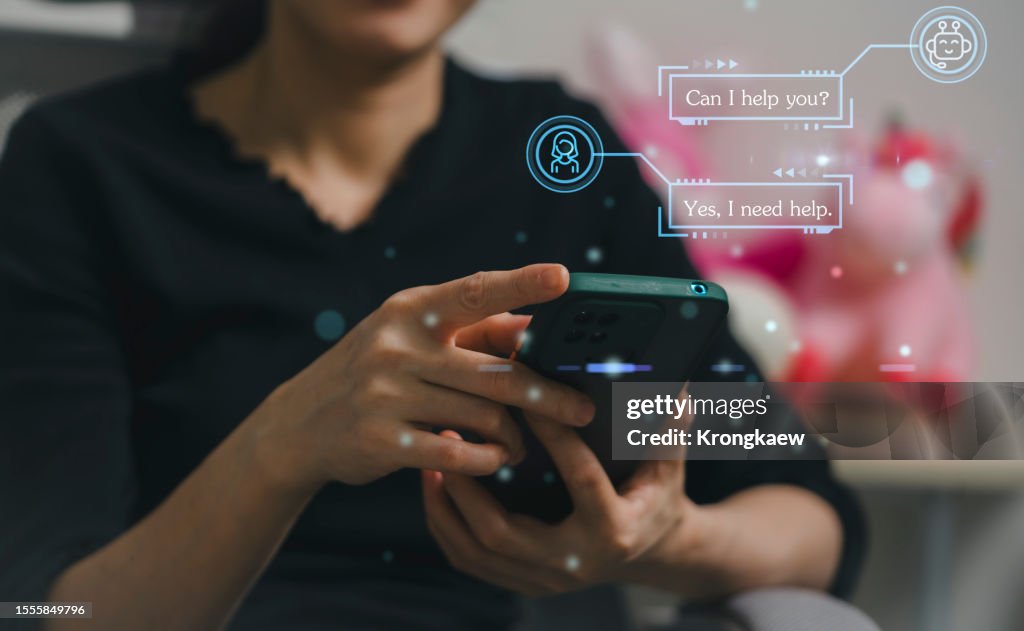 Can I help you?
Yes, I need help.
gettyimages
Credit: Krongkaew
1555849796